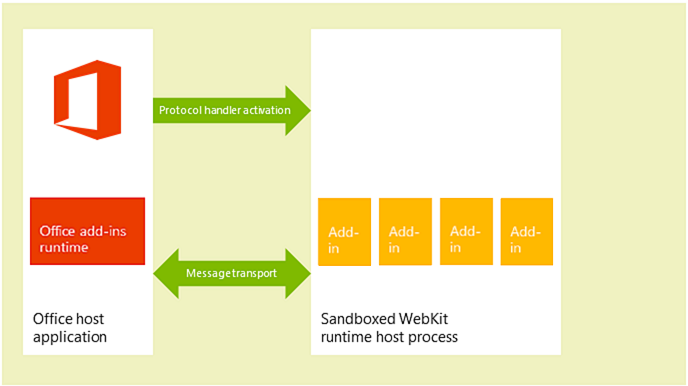 Protocol handler activation
Office add-ins
runtime
Add-
in
Add-
in
Add-
in
Add-
in
Message transport
Office host
application
Sandboxed WebKit
runtime host process